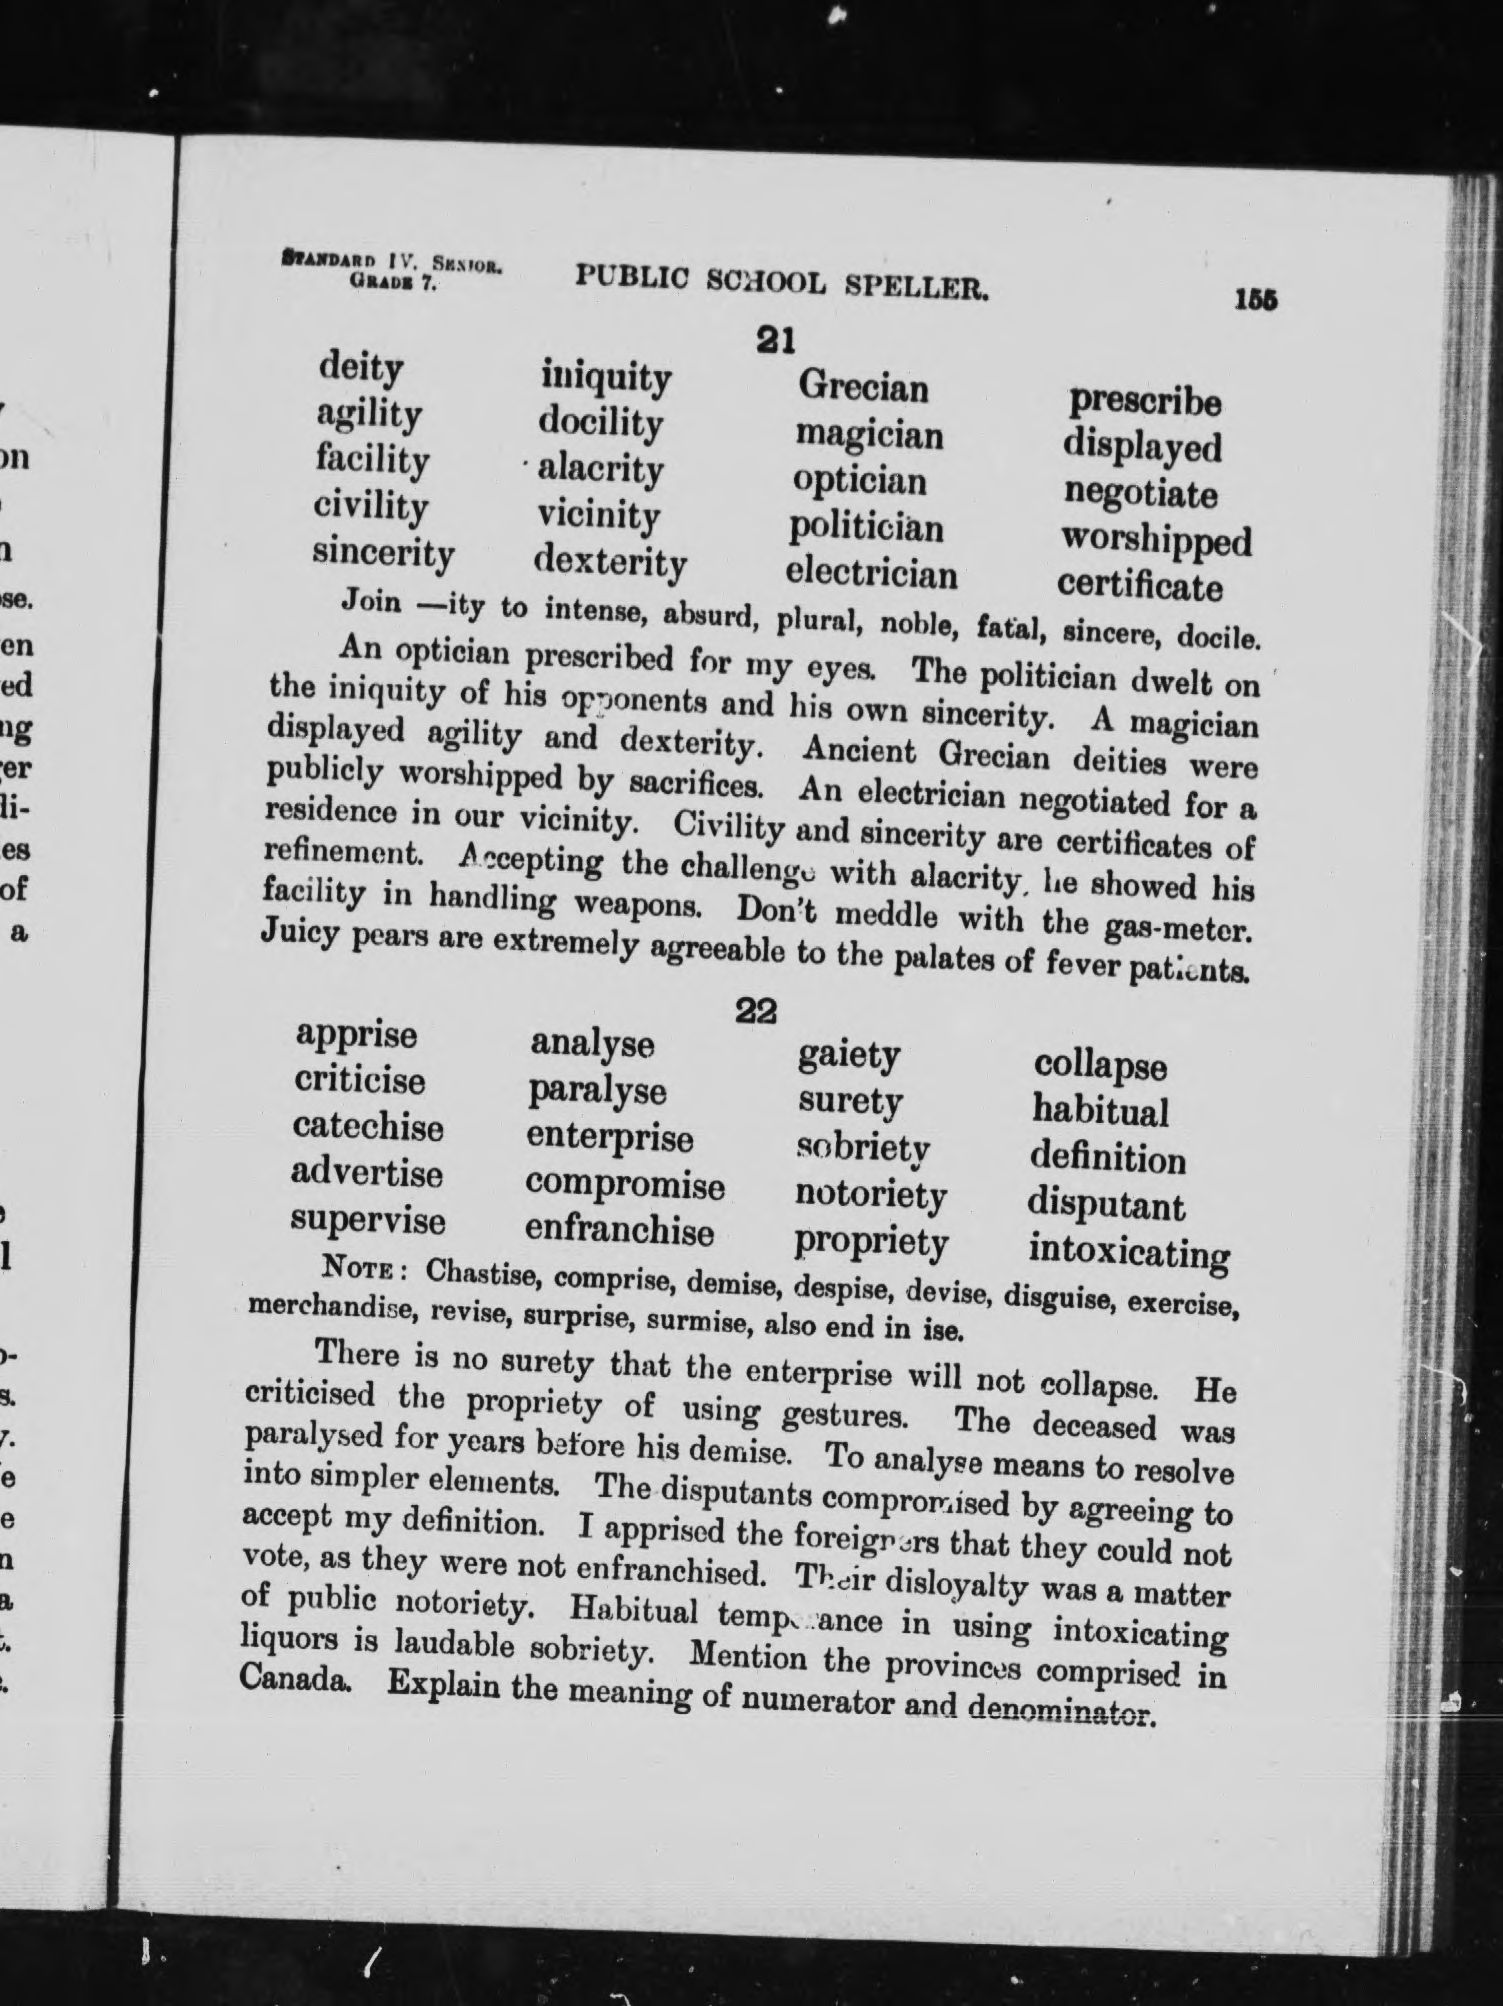 STANDARD IV. SENIOR.
GRADE 7.
PUBLIC SCHOOL SPELLER.
155
21
deity iniquity Grecian prescribe
agility docility magician displayed
facility alacrity optician negotiate
civility vicinity politician worshipped
sincerity dexterity electrician certificate
Join —ity to intense, absurd, plural, noble, fatal, sincere, docile.
An optician prescribed for my eyes. The politician dwelt on
the iniquity of his opponents and his own sincerity. A magician
displayed agility and dexterity. Ancient Grecian deities were
publicly worshipped by sacrifices. An electrician negotiated for a
residence in our vicinity. Civility and sincerity are certificates of
refinement. Accepting the challenge with alacrity, he showed his
facility in handling weapons. Don't meddle with the gas-meter.
Juicy pears are extremely agreeable to the palates of fever patients.
22
apprise analyse gaiety collapse
criticise paralyse surety habitual
catechise enterprise sobriety definition
advertise compromise notoriety disputant
supervise enfranchise propriety intoxicating
NOTE: Chastise, comprise, demise, despise, devise, disguise, exercise,
merchandise, revise, surprise, surmise, also end in ise.
There is no surety that the enterprise will not collapse. He
criticised the propriety of using gestures. The deceased was
paralysed for years before his demise. To analyse means to resolve
into simpler elements. The disputants compromised by agreeing to
accept my definition. I apprised the foreigners that they could not
vote, as they were not enfranchised. Their disloyalty was a matter
of public notoriety. Habitual temperance in using intoxicating
liquors is laudable sobriety. Mention the provinces comprised in
Canada. Explain the meaning of numerator and denominator.